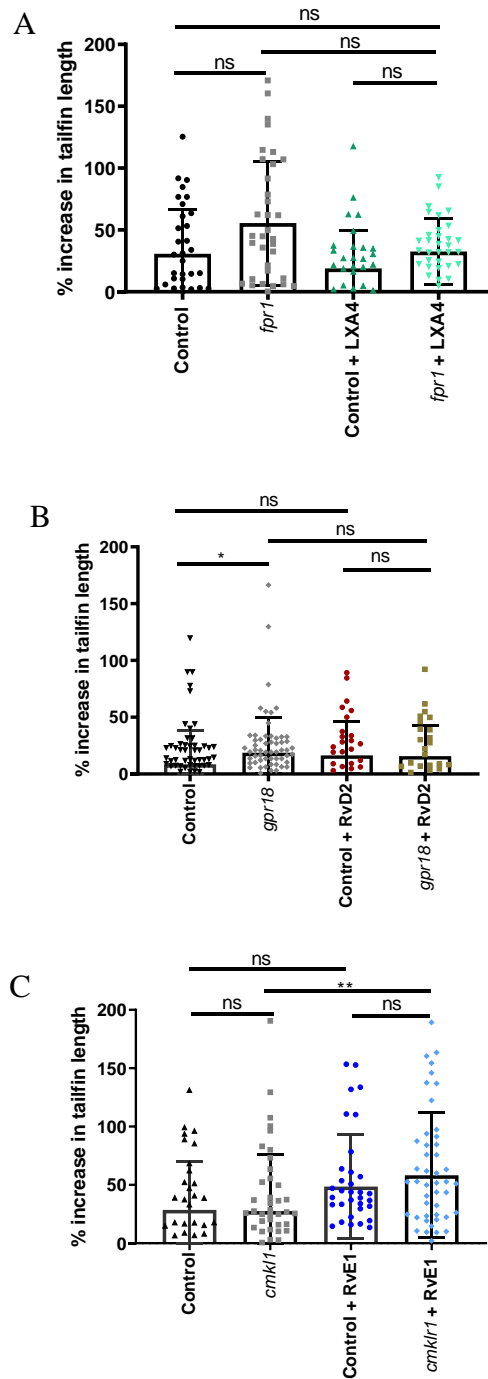 A
ns
ns
ns
ns
% increase in tailfin length
200
150
100
50
0
Control
fpr1
Control + LXA4
fpr1 + LXA4
B
ns
ns
*
ns
% increase in tailfin length
200
150
100
50
0
Control
gpr18
Control + RvD2
gpr18 + RvD2
C
ns
**
ns
ns
% increase in tailfin length
200
150
100
50
0
Control
cmkl1
Control + RvE1
cmklr1 + RvE1